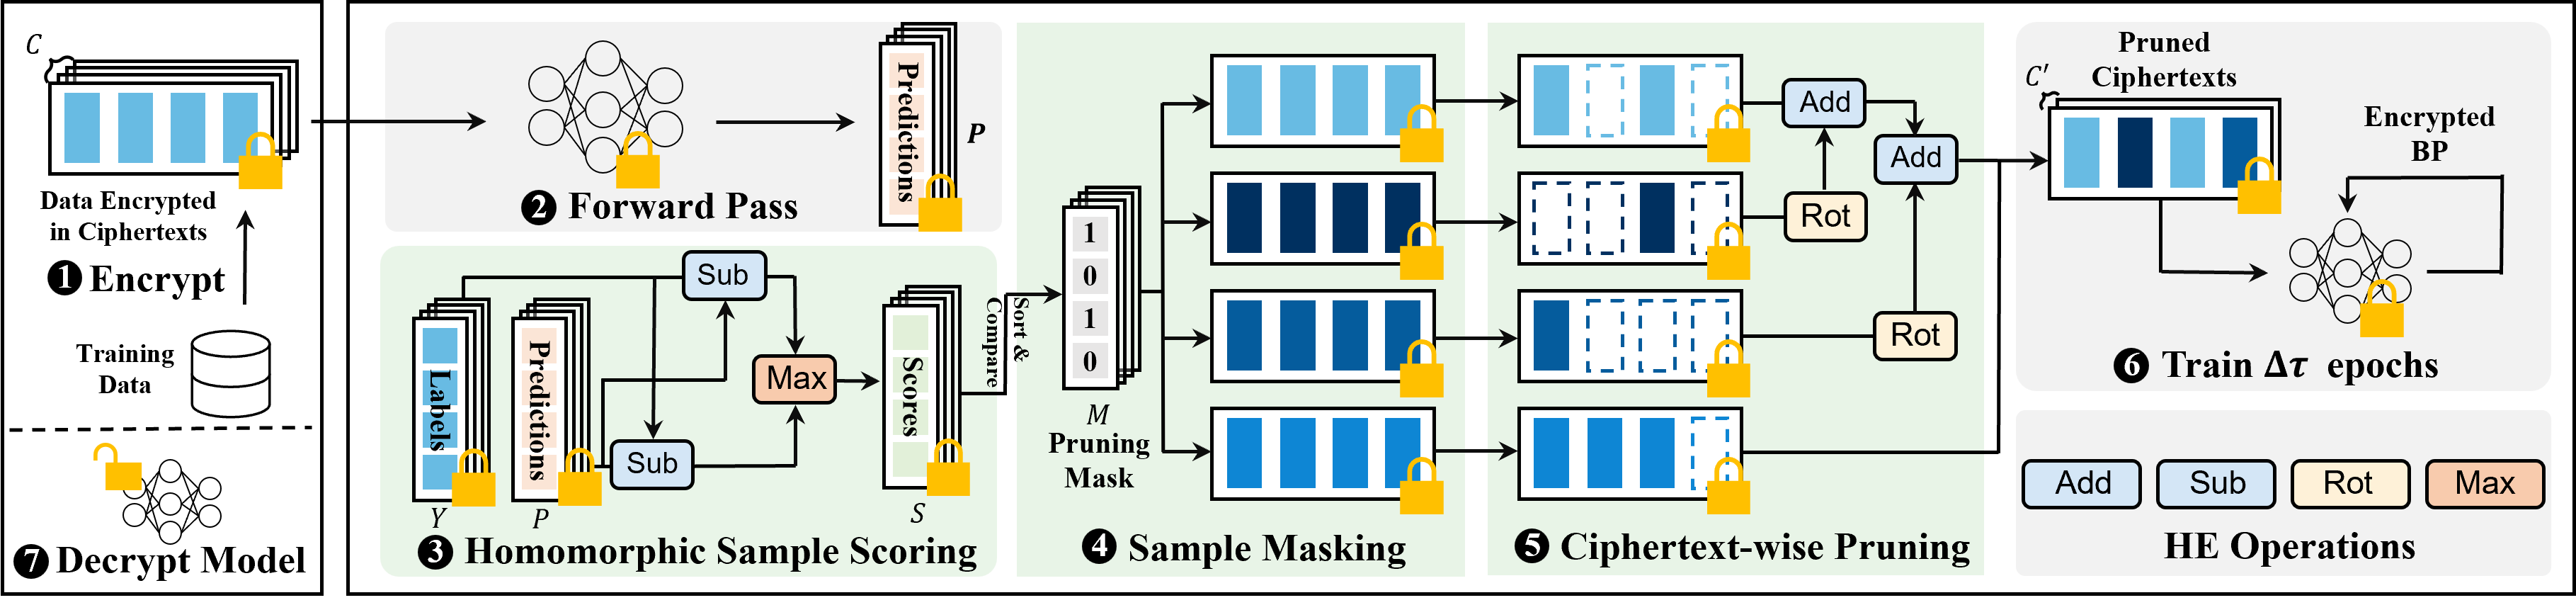 C
Data Encrypted
in Ciphertexts
❶ Encrypt
Training
Data
❼ Decrypt Model
❷ Forward Pass
Predictions
P
Labels
Predictions
Y
P
Sub
Sub
Max
Scores
S
❸ Homomorphic Sample Scoring
Sort &
Compare
1
0
1
0
M
Pruning
Mask
❹ Sample Masking
Add
Rot
Add
Rot
❺ Ciphertext-wise Pruning
Pruned
Ciphertexts
C′
Encrypted
BP
❻ Train Δτ epochs
Add
Sub
Rot
Max
HE Operations